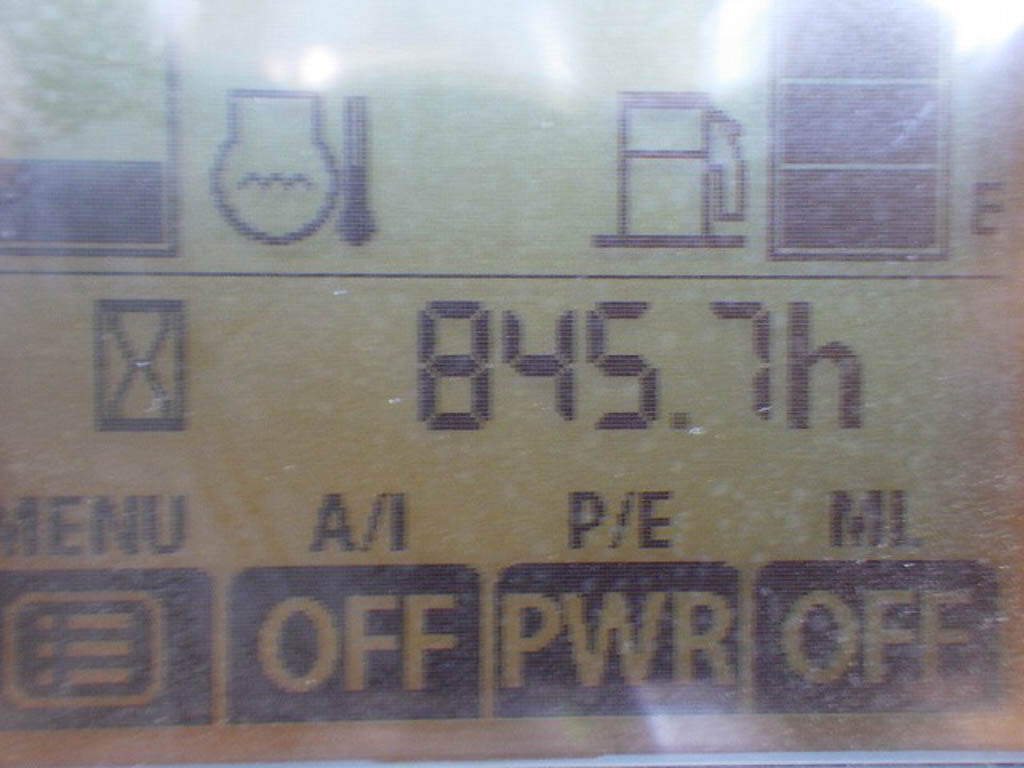 E
845.7h
MENU A/I P/E ML
OFF PWR OFF